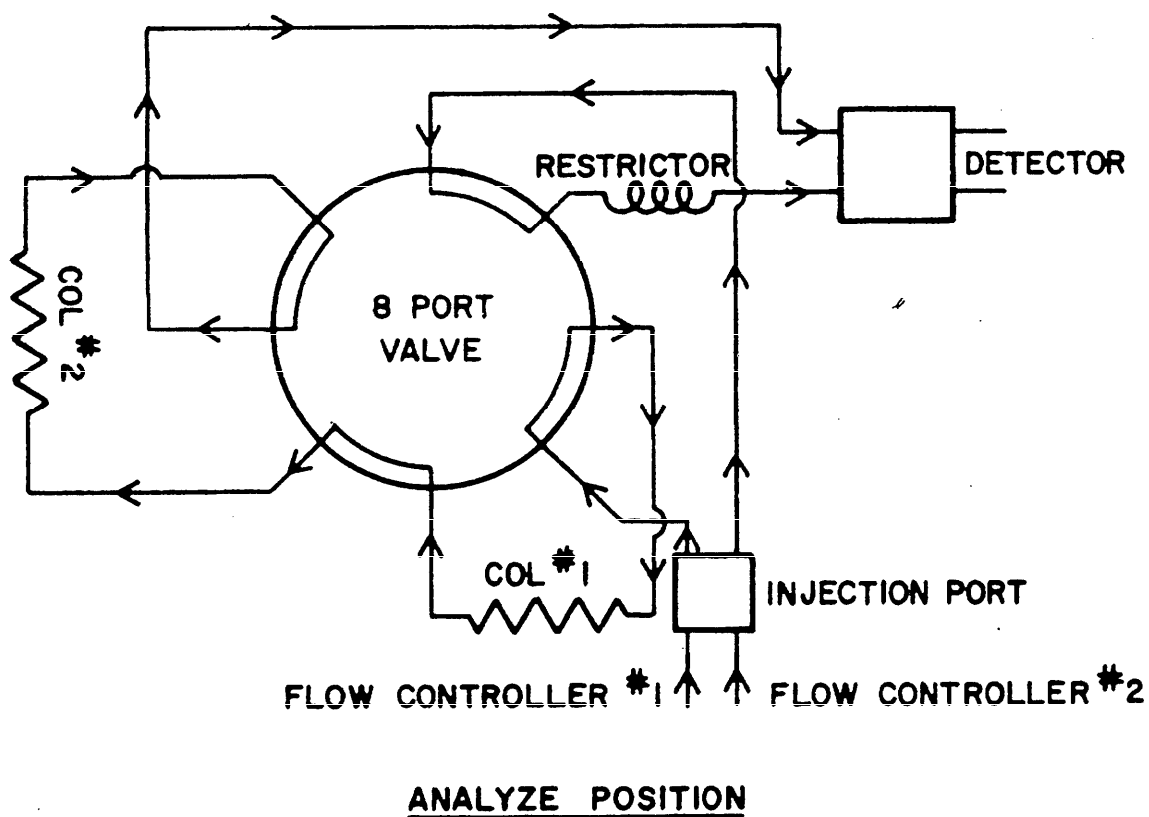 RESTRICTOR
DETECTOR
COL #2
8 PORT
VALVE
COL #1
INJECTION PORT
FLOW CONTROLLER #1
FLOW CONTROLLER #2
ANALYZE POSITION